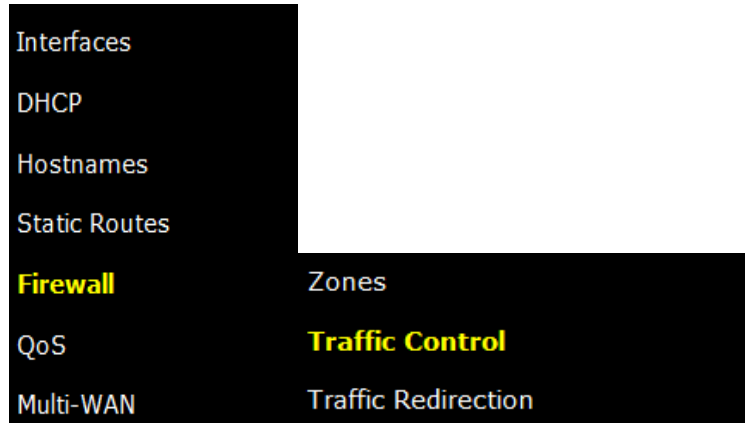 Interfaces
DHCP
Hostnames
Static Routes
Firewall
Zones
QoS
Traffic Control
Multi-WAN
Traffic Redirection